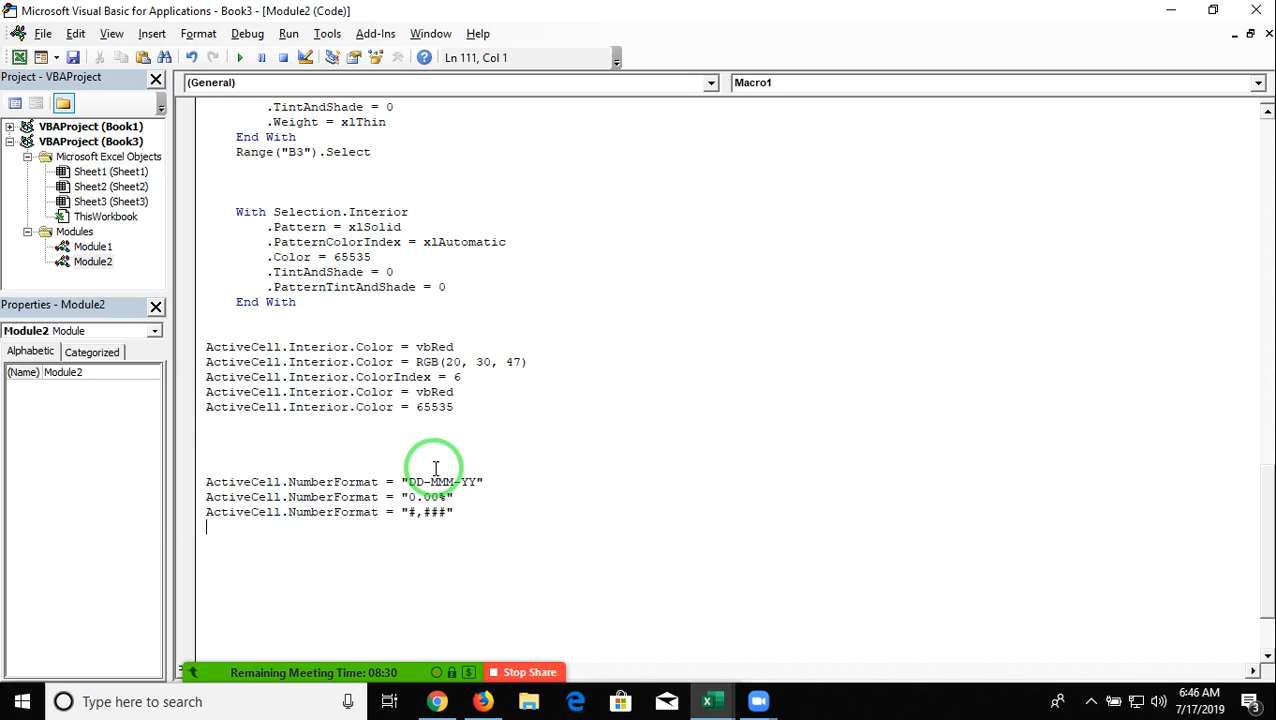 Microsoft Visual Basic for Applications - Book3 - [Module2 (Code)]
File Edit View Insert Format Debug Run Tools Add-Ins Window Help
Ln 111, Col 1
Project - VBAProject
(General)
Macro1
VBAProject (Book1)
VBAProject (Book3)
Microsoft Excel Objects
Sheet1 (Sheet1)
Sheet2 (Sheet2)
Sheet3 (Sheet3)
ThisWorkbook
Modules
Module1
Module2
Properties - Module2
Module2 Module
Alphabetic Categorized
(Name) Module2
.TintAndShade = 0
.Weight = xlThin
End With
Range("B3").Select
With Selection.Interior
.Pattern = xlSolid
.PatternColorIndex = xlAutomatic
.Color = 65535
.TintAndShade = 0
.PatternTintAndShade = 0
End With
ActiveCell.Interior.Color = vbRed
ActiveCell.Interior.Color = RGB(20, 30, 47)
ActiveCell.Interior.ColorIndex = 6
ActiveCell.Interior.Color = vbRed
ActiveCell.Interior.Color = 65535
ActiveCell.NumberFormat = "DD-MMM-YY"
ActiveCell.NumberFormat = "0.00%"
ActiveCell.NumberFormat = "#,###"
Remaining Meeting Time: 08:30
Stop Share
Type here to search
6:46 AM
7/17/2019
3